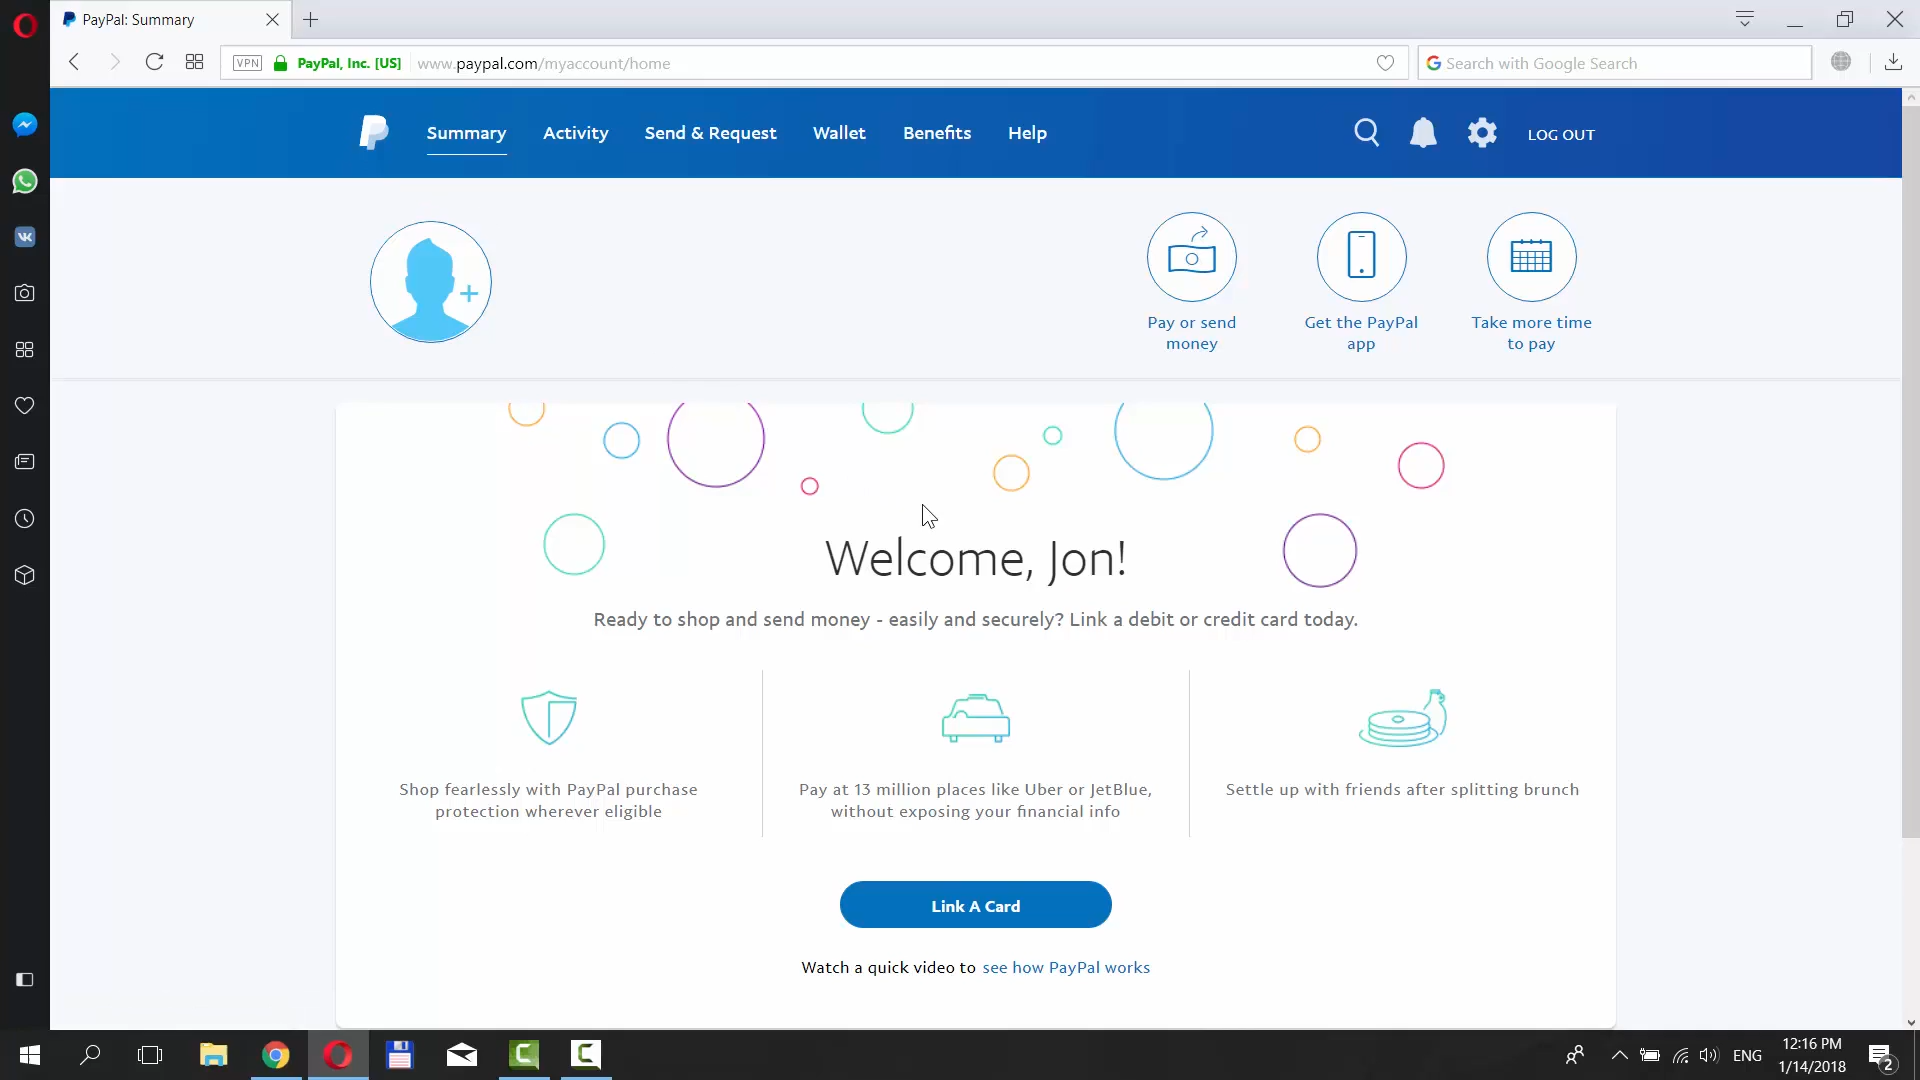 PayPal: Summary
VPN
PayPal, Inc. [US]
www.paypal.com/myaccount/home
Search with Google Search
Summary
Activity
Send & Request
Wallet
Benefits
Help
LOG OUT
Pay or send
money
Get the PayPal
app
Take more time
to pay
Welcome, Jon!
Ready to shop and send money - easily and securely? Link a debit or credit card today.
Shop fearlessly with PayPal purchase
protection wherever eligible
Pay at 13 million places like Uber or JetBlue,
without exposing your financial info
Settle up with friends after splitting brunch
Link A Card
Watch a quick video to see how PayPal works
ENG
12:16 PM
1/14/2018
2